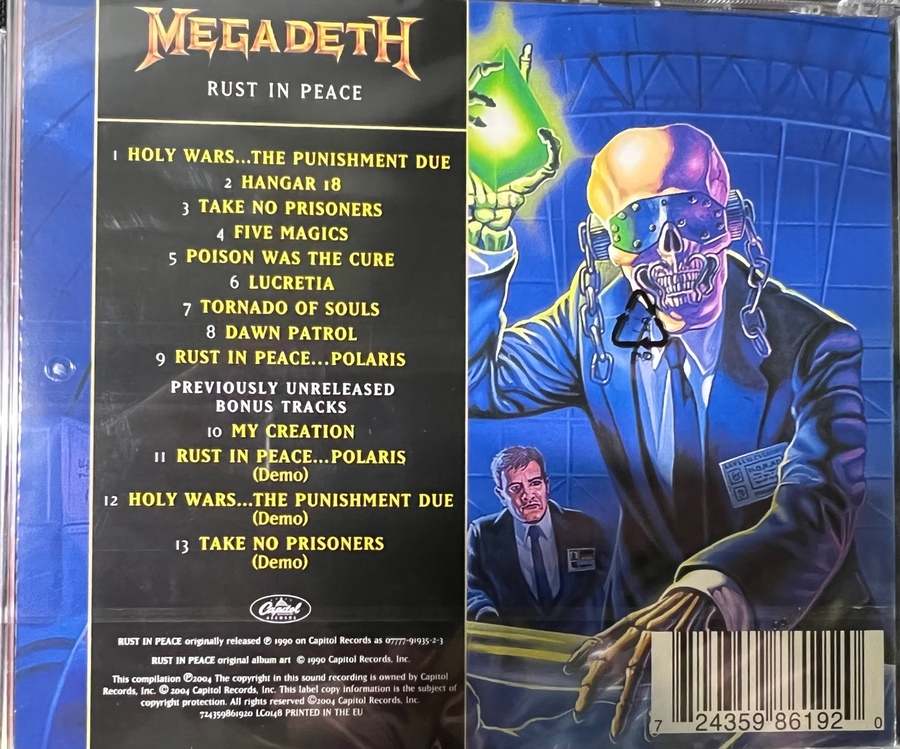 MEGADETH
RUST IN PEACE
1 HOLY WARS...THE PUNISHMENT DUE
2 HANGAR 18
3 TAKE NO PRISONERS
4 FIVE MAGICS
5 POISON WAS THE CURE
6 LUCRETIA
7 TORNADO OF SOULS
8 DAWN PATROL
9 RUST IN PEACE...POLARIS
PREVIOUSLY UNRELEASED
BONUS TRACKS
10 MY CREATION
11 RUST IN PEACE...POLARIS
(Demo)
12 HOLY WARS...THE PUNISHMENT DUE
(Demo)
13 TAKE NO PRISONERS
(Demo)
Capitol
RECORDS
RUST IN PEACE originally released ℗ 1990 on Capitol Records as 07777-91935-2-3
RUST IN PEACE original album art © 1990 Capitol Records, Inc.
This compilation ℗2004 The copyright in this sound recording is owned by Capitol
Records, Inc. © 2004 Capitol Records, Inc. This label copy information is the subject of
copyright protection. All rights reserved ©2004 Capitol Records, Inc.
724359861920 LC0148 PRINTED IN THE EU
7 24359 86192 0